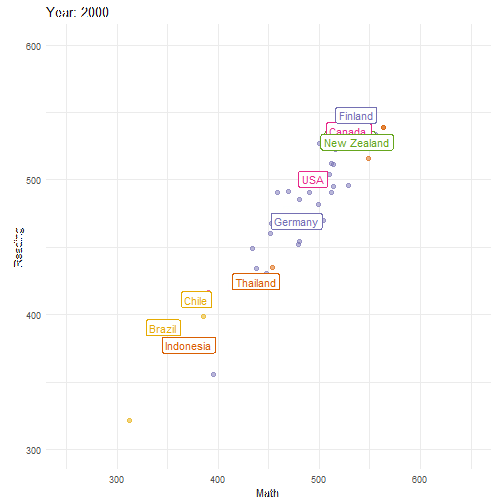 Year: 2000
600
Finland
Canada
New Zealand
500
USA
Germany
Thailand
Chile
400
Brazil
Indonesia
300
Reading
300
400
500
600
Math